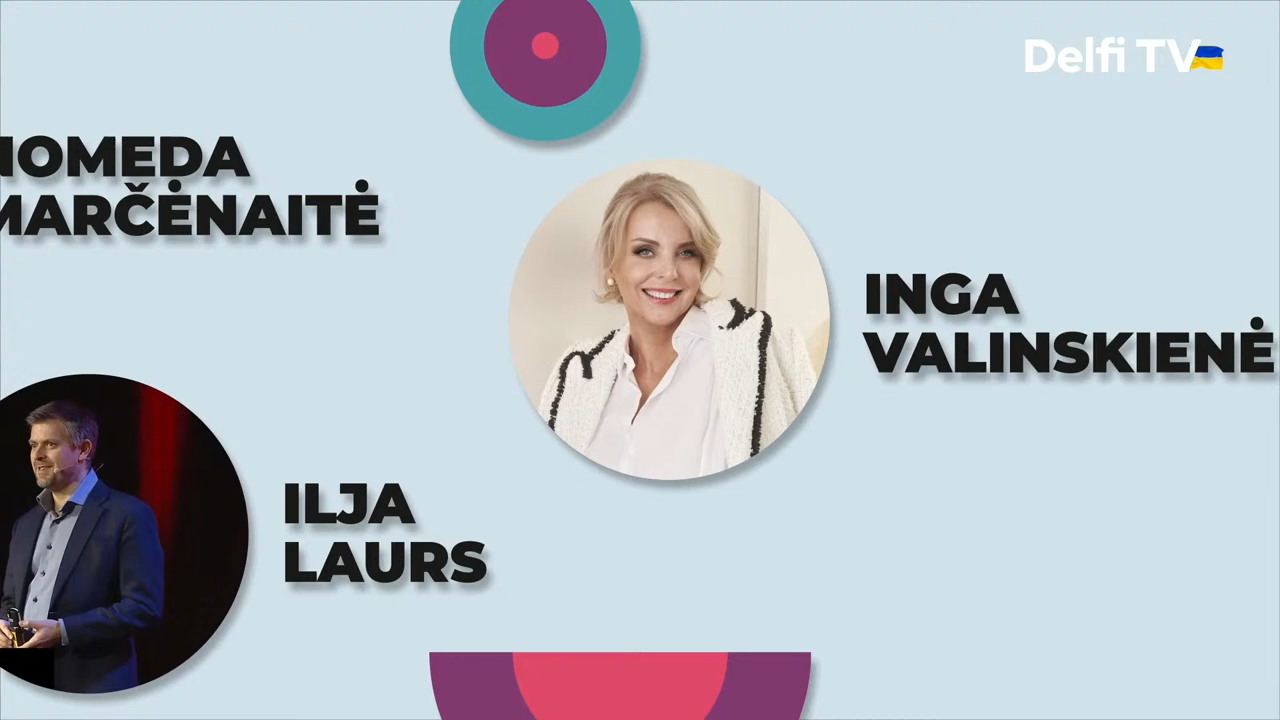 Delfi TV
NOMEDA
MARČĖNAITĖ
INGA
VALINSKIENĖ
ILJA
LAURS